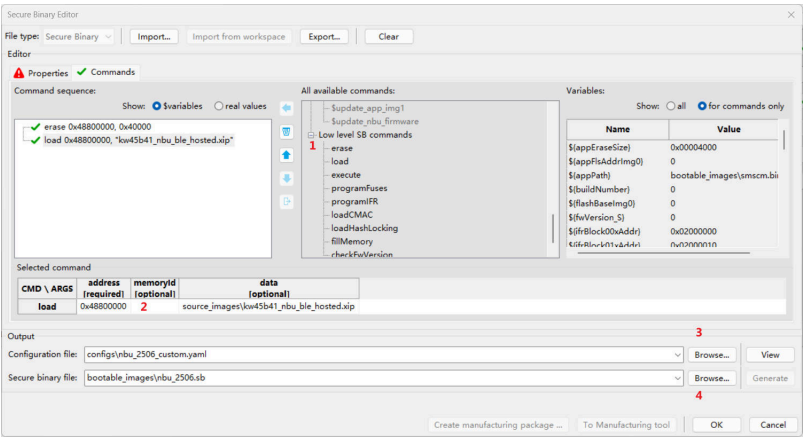 Secure Binary Editor
File type: Secure Binary Import... Import from workspace Export... Clear
Editor
Properties Commands
Command sequence:
Show: $variables real values
erase 0x48800000, 0x40000
load 0x48800000, "kw45b41_nbu_ble_hosted.xip"
All available commands:
$update_app_img1
$update_nbu_firmware
Low level SB commands
1 erase
load
execute
programFuses
programIFR
loadCMAC
loadHashLocking
fillMemory
checkFwVersion
Variables:
Show: all for commands only
Name Value
$(appEraseSize) 0x00004000
$(appFlsAddrImg0) 0
$(appPath) bootable_images\smscm.bi
$(buildNumber) 0
$(flashBaseImg0) 0
$(fwVersion_S) 0
$(ifrBlock00xAddr) 0x02000000
$(ifrBlock01xAddr) 0x02000010
Selected command
CMD \ ARGS address [required] memoryId [optional] data [optional]
load 0x48800000 2 source_images\kw45b41_nbu_ble_hosted.xip
Output
3
Configuration file: configs\nbu_2506_custom.yaml Browse... View
Secure binary file: bootable_images\nbu_2506.sb Browse... Generate
4
Create manufacturing package ... To Manufacturing tool OK Cancel